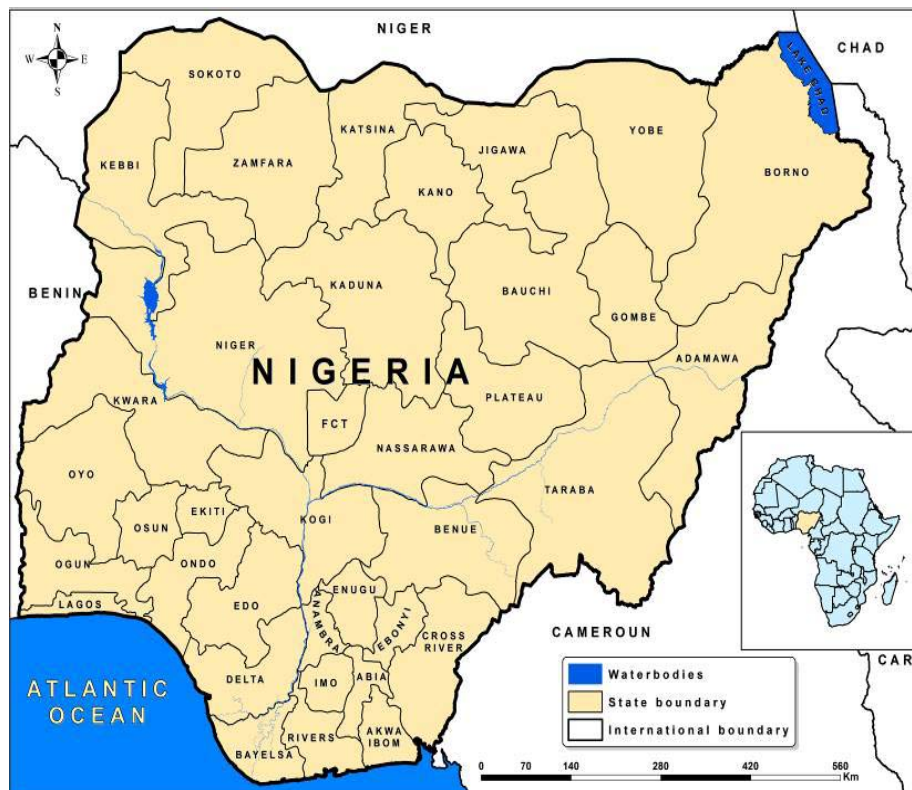 NIGER
CHAD
N
W
E
S
LAKE CHAD
SOKOTO
KATSINA
YOBE
JIGAWA
KEBBI
ZAMFARA
KANO
BORNO
BENIN
KADUNA
BAUCHI
GOMBE
NIGER
NIGERIA
ADAMAWA
KWARA
PLATEAU
FCT
NASSARAWA
OYO
TARABA
OSUN
EKITI
KOGI
BENUE
OGUN
ONDO
LAGOS
EDO
ENUGU
ANAMBRA
EBONYI
CROSS
RIVER
CAMEROUN
ATLANTIC
OCEAN
DELTA
IMO
ABIA
CAR
BAYELSA
RIVERS
AKWA
IBOM
Waterbodies
State boundary
International boundary
0 70 140 280 420 560
Km